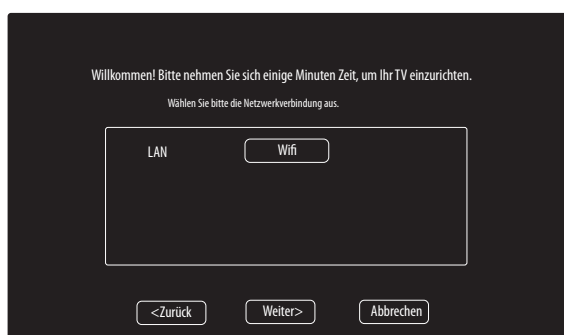 Willkommen! Bitte nehmen Sie sich einige Minuten Zeit, um Ihr TV einzurichten.
Wählen Sie bitte die Netzwerkverbindung aus.
LAN Wifi
<Zurück Weiter> Abbrechen